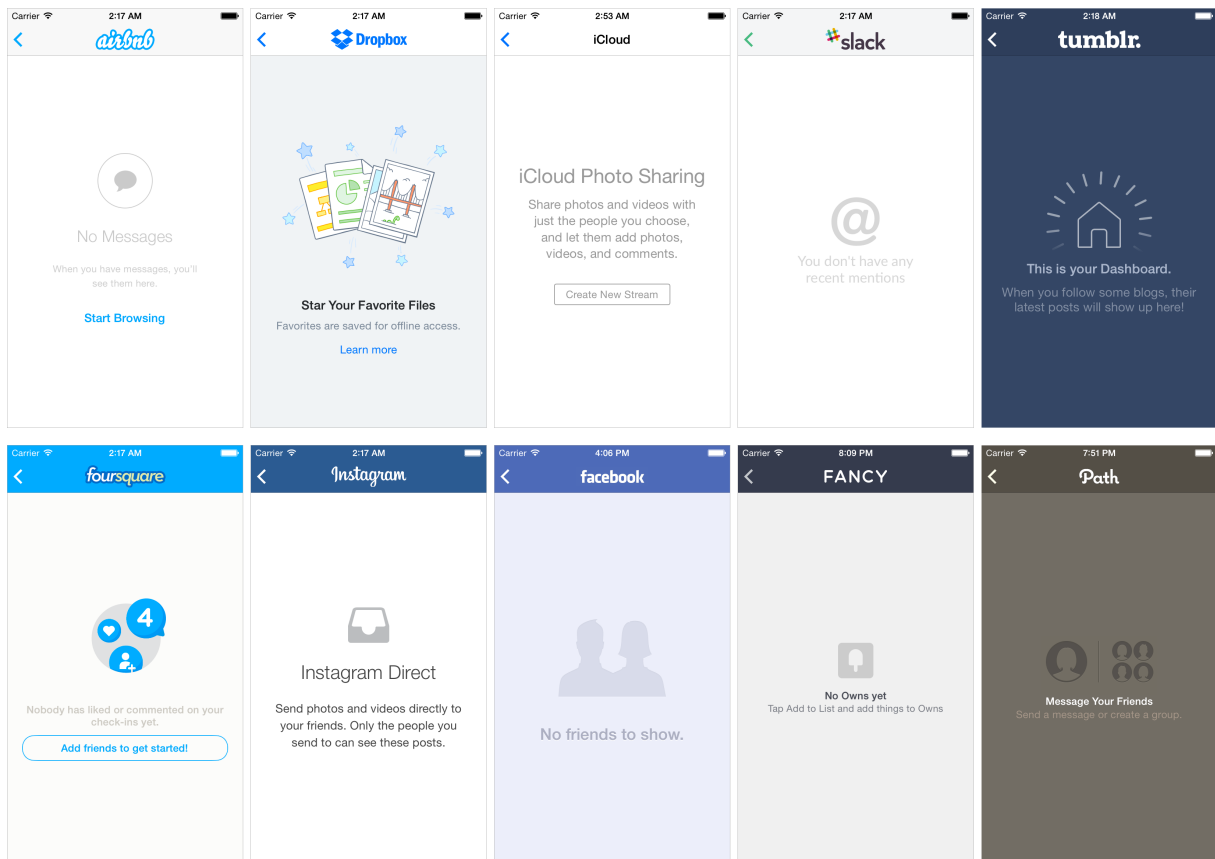 Carrier 2:17 AM
airbnb
No Messages
When you have messages, you'll
see them here.
Start Browsing
Carrier 2:17 AM
Dropbox
Star Your Favorite Files
Favorites are saved for offline access.
Learn more
Carrier 2:53 AM
iCloud
iCloud Photo Sharing
Share photos and videos with
just the people you choose,
and let them add photos,
videos, and comments.
Create New Stream
Carrier 2:17 AM
slack
@
You don't have any
recent mentions
Carrier 2:18 AM
tumblr.
This is your Dashboard.
When you follow some blogs, their
latest posts will show up here!
Carrier 2:17 AM
foursquare
4
Nobody has liked or commented on your
check-ins yet.
Add friends to get started!
Carrier 2:17 AM
Instagram
Instagram Direct
Send photos and videos directly to
your friends. Only the people you
send to can see these posts.
Carrier 4:06 PM
facebook
No friends to show.
Carrier 8:09 PM
FANCY
No Owns yet
Tap Add to List and add things to Owns
Carrier 7:51 PM
Path
Message Your Friends
Send a message or create a group.